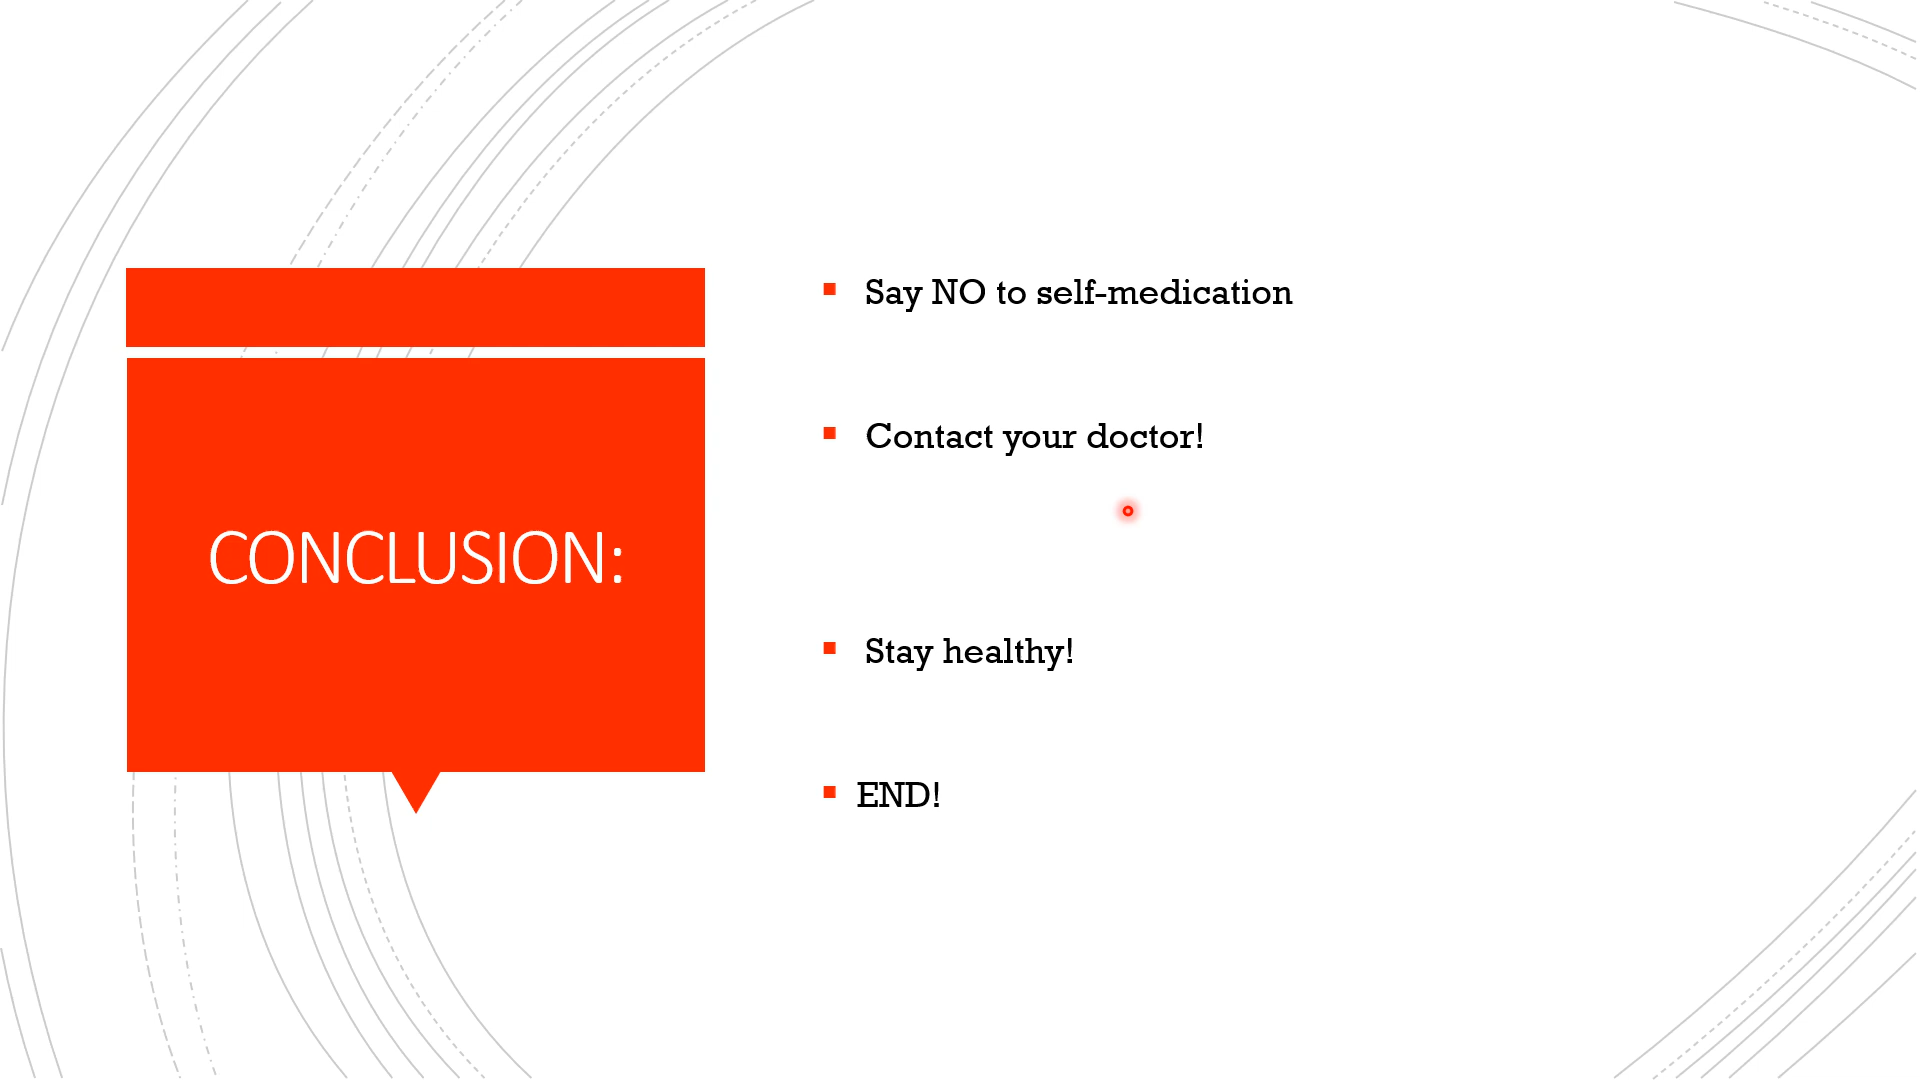 CONCLUSION:
Say NO to self-medication
Contact your doctor!
Stay healthy!
END!